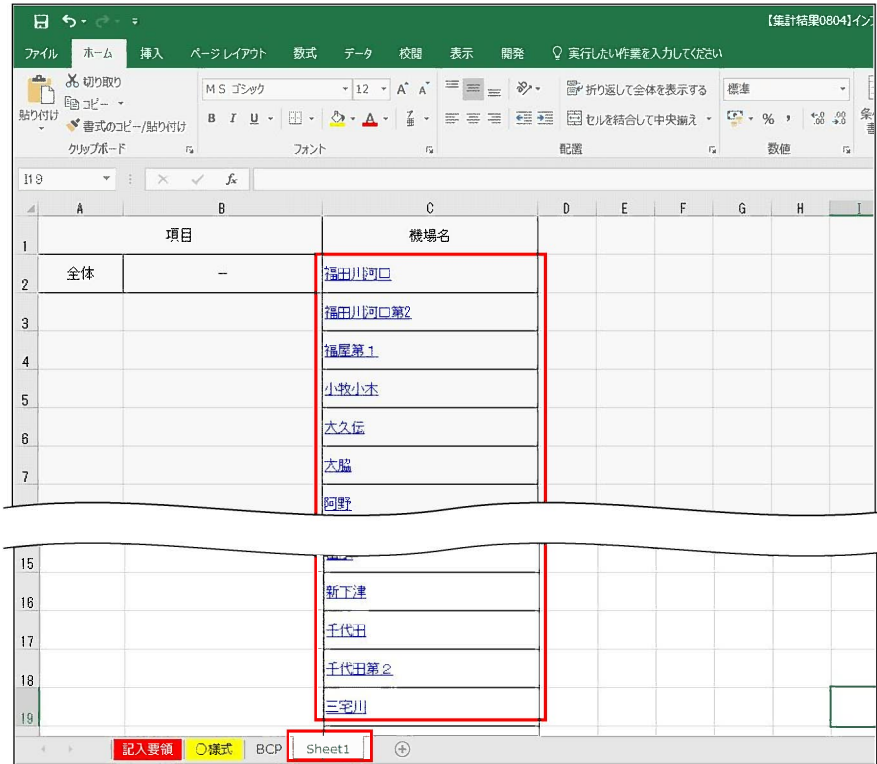 【集計結果0804】イン
ファイル ホーム 挿入 ページ レイアウト 数式 データ 校閲 表示 開発 実行したい作業を入力してください
切り取り
コピー
書式のコピー/貼り付け
貼り付け
クリップボード
ＭＳ ゴシック 12
B I U
フォント
折り返して全体を表示する
セルを結合して中央揃え
配置
標準
%
数値
I19 fx
A B C D E F G H I
1 項目 機場名
2 全体 － 福田川河口
3 福田川河口第2
4 福屋第１
5 小牧小木
6 大久伝
7 大脇
阿野
15
16 新下津
17 千代田
18 千代田第２
19 三宅川
記入要領 〇様式 BCP Sheet1